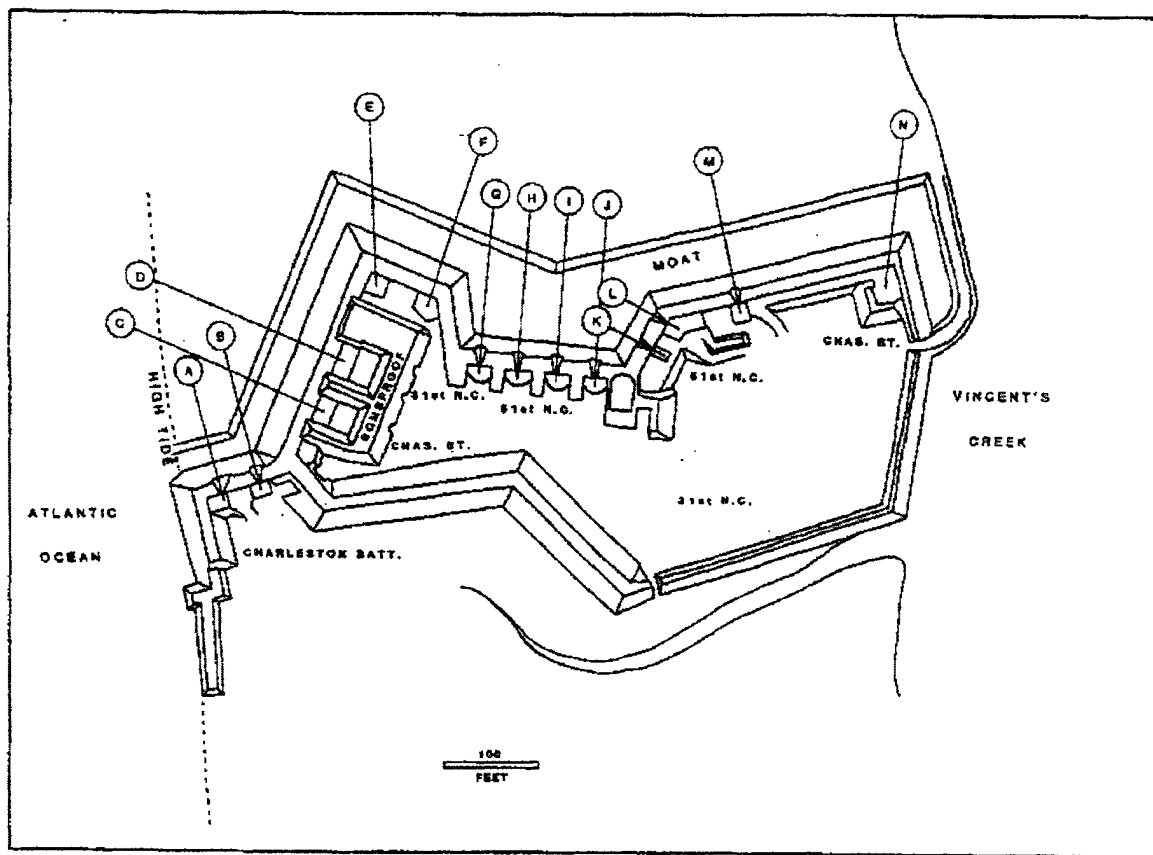 E
F
N
M
G
H
I
J
D
MOAT
L
C
B
K
CHAS. BT.
A
HIGH TIDE
BOMBPROOF
31st N.C.
51st N.C.
51st N.C.
VINCENT'S
CREEK
CHAS. BT.
31st N.C.
ATLANTIC
OCEAN
CHARLESTON BATT.
100
FEET